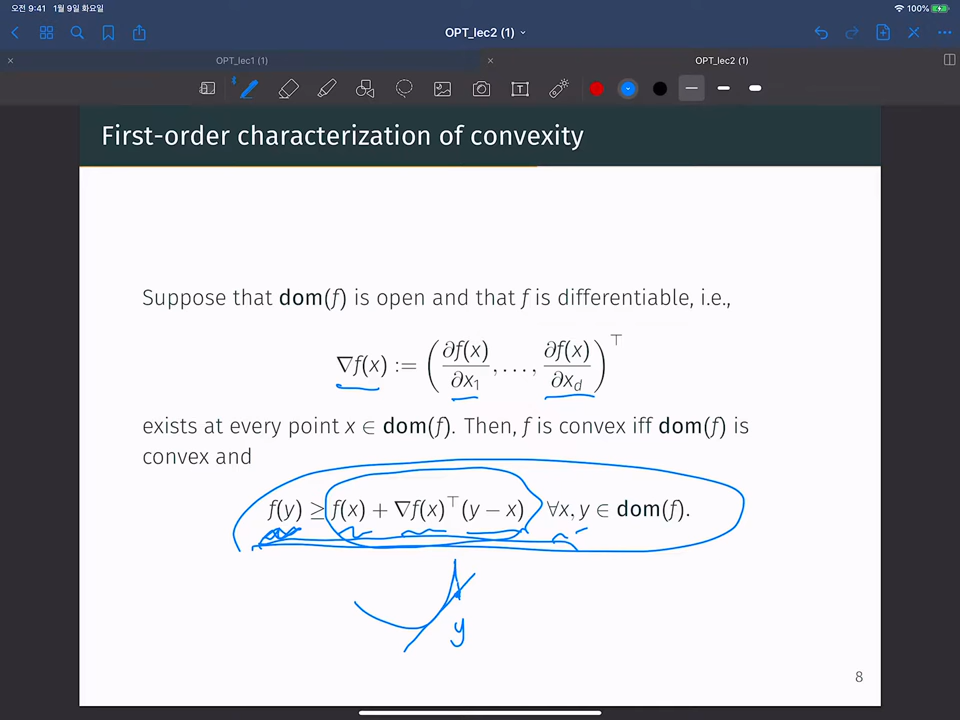 오전 9:41 1월 9일 화요일 100%
OPT_lec2 (1)
OPT_lec1 (1) OPT_lec2 (1)
First-order characterization of convexity
Suppose that dom(f) is open and that f is differentiable, i.e.,
∇f(x) := (∂f(x)/∂x₁, . . . , ∂f(x)/∂x_d)^⊤
exists at every point x ∈ dom(f). Then, f is convex iff dom(f) is
convex and
f(y) ≥ f(x) + ∇f(x)^⊤(y − x) ∀x, y ∈ dom(f).
y
8